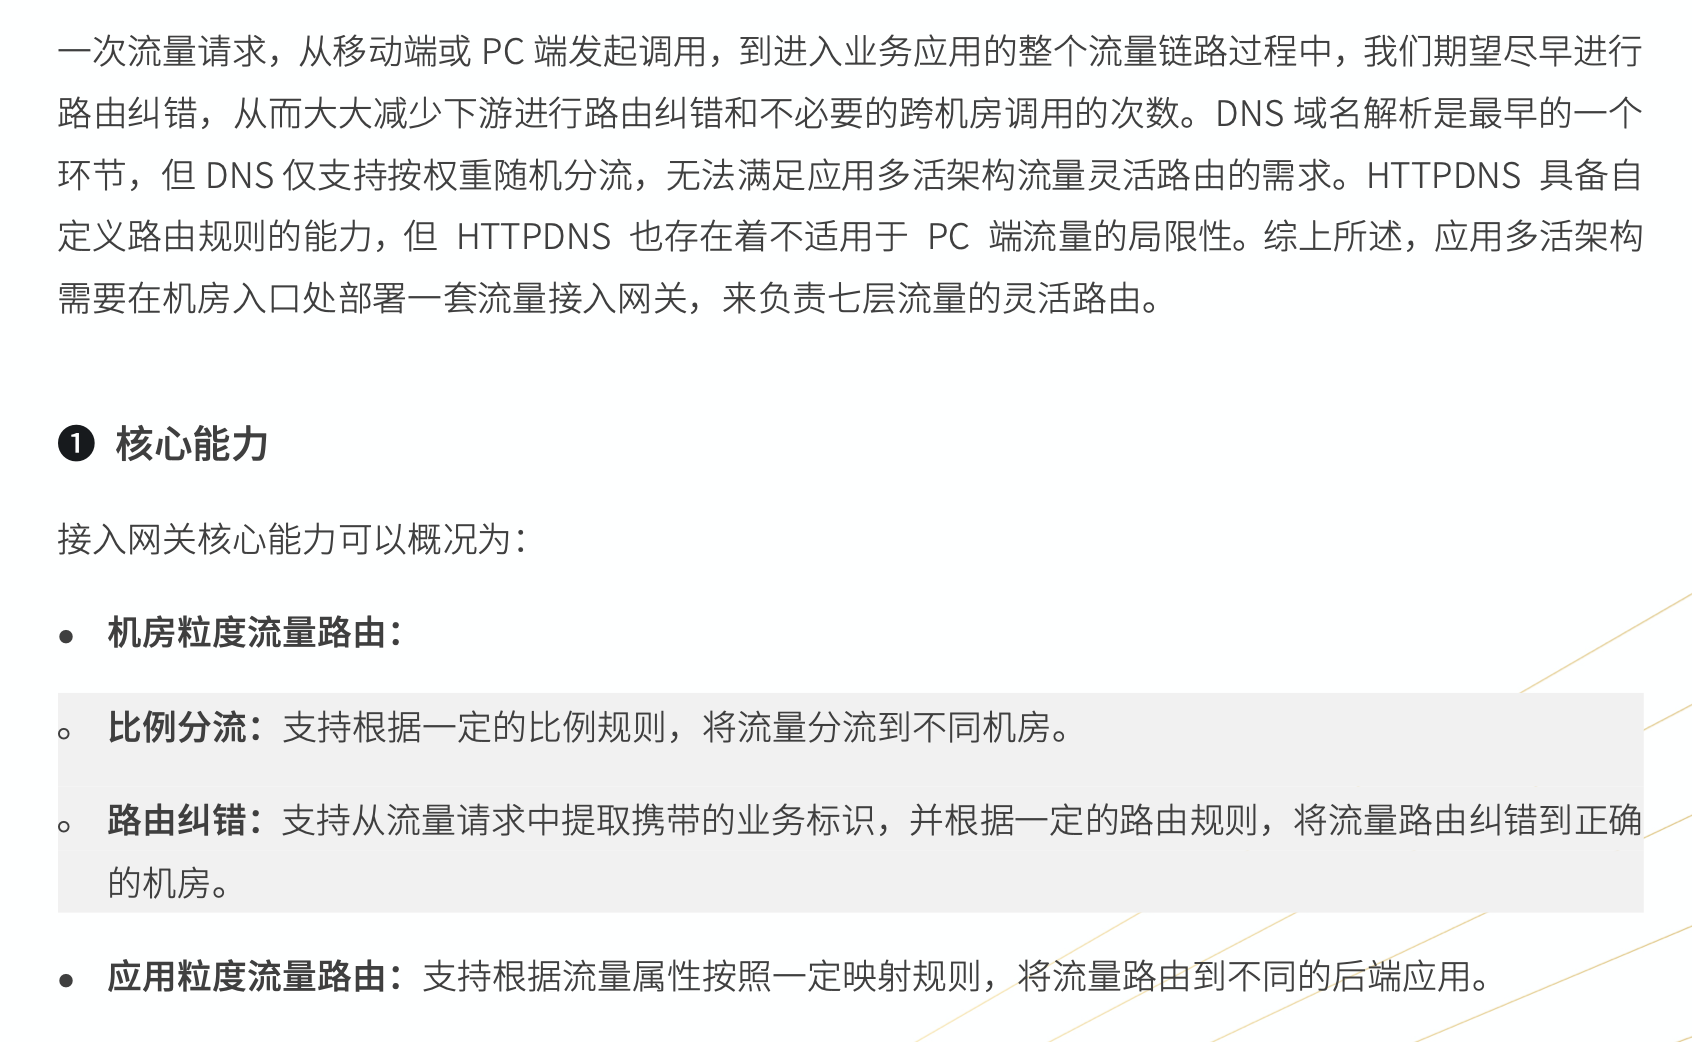 一次流量请求，从移动端或 PC 端发起调用，到进入业务应用的整个流量链路过程中，我们期望尽早进行
路由纠错，从而大大减少下游进行路由纠错和不必要的跨机房调用的次数。DNS 域名解析是最早的一个
环节，但 DNS 仅支持按权重随机分流，无法满足应用多活架构流量灵活路由的需求。HTTPDNS 具备自
定义路由规则的能力，但 HTTPDNS 也存在着不适用于 PC 端流量的局限性。综上所述，应用多活架构
需要在机房入口处部署一套流量接入网关，来负责七层流量的灵活路由。
❶ 核心能力
接入网关核心能力可以概况为：
● 机房粒度流量路由：
○ 比例分流：支持根据一定的比例规则，将流量分流到不同机房。
○ 路由纠错：支持从流量请求中提取携带的业务标识，并根据一定的路由规则，将流量路由纠错到正确
的机房。
● 应用粒度流量路由：支持根据流量属性按照一定映射规则，将流量路由到不同的后端应用。